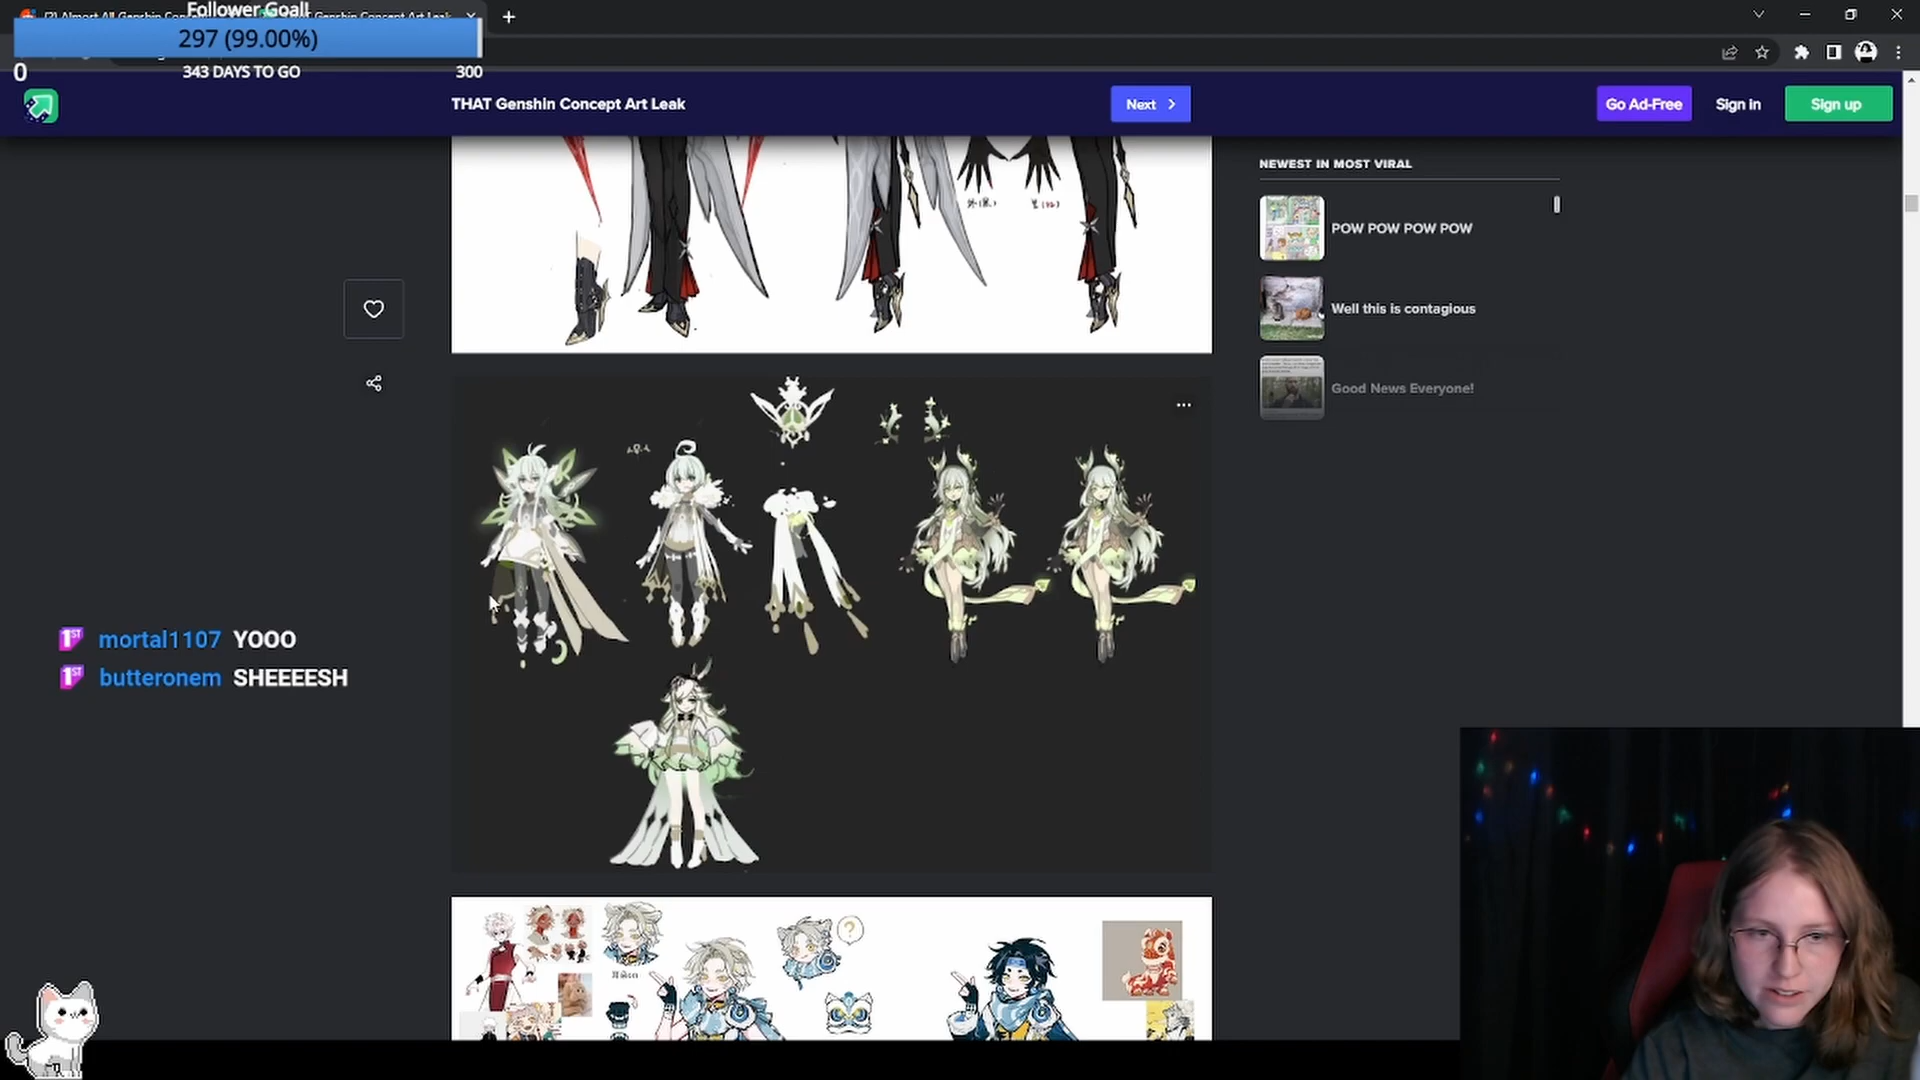 Follower Goall
297 (99.00%)
0
343 DAYS TO GO
300
THAT Genshin Concept Art Leak
Next
Go Ad-Free
Sign in
Sign up
NEWEST IN MOST VIRAL
POW POW POW POW
Well this is contagious
Good News Everyone!
mortal1107 YOOO
butteronem SHEEEESH
?